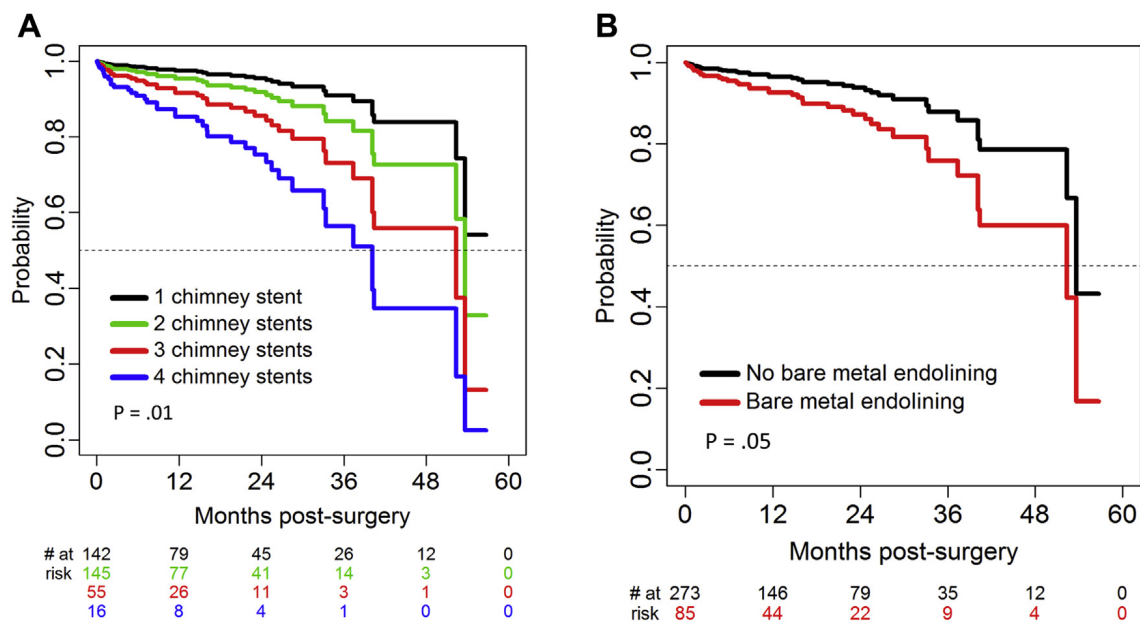 A
1.0
0.8
0.6
0.4
0.2
0.0
Probability
1 chimney stent
2 chimney stents
3 chimney stents
4 chimney stents
P = .01
0 12 24 36 48 60
Months post-surgery
# at 142 79 45 26 12 0
risk 145 77 41 14 3 0
55 26 11 3 1 0
16 8 4 1 0 0
B
1.0
0.8
0.6
0.4
0.2
0.0
Probability
No bare metal endolining
Bare metal endolining
P = .05
0 12 24 36 48 60
Months post-surgery
# at 273 146 79 35 12 0
risk 85 44 22 9 4 0